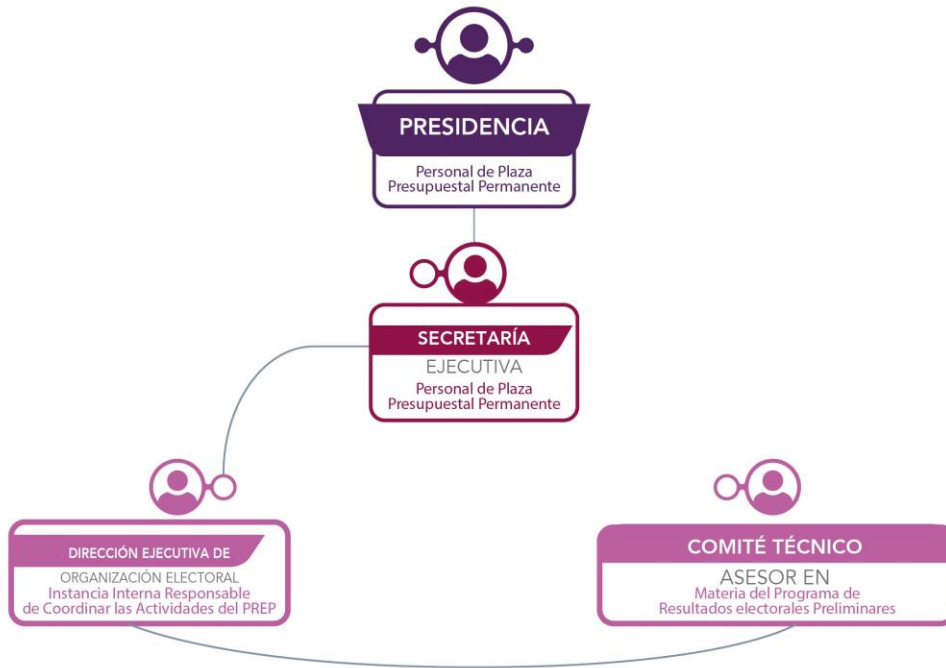 PRESIDENCIA
Personal de Plaza
Presupuestal Permanente
SECRETARÍA
EJECUTIVA
Personal de Plaza
Presupuestal Permanente
DIRECCIÓN EJECUTIVA DE
ORGANIZACIÓN ELECTORAL
Instancia Interna Responsable
de Coordinar las Actividades del PREP
COMITÉ TÉCNICO
ASESOR EN
Materia del Programa de
Resultados electorales Preliminares